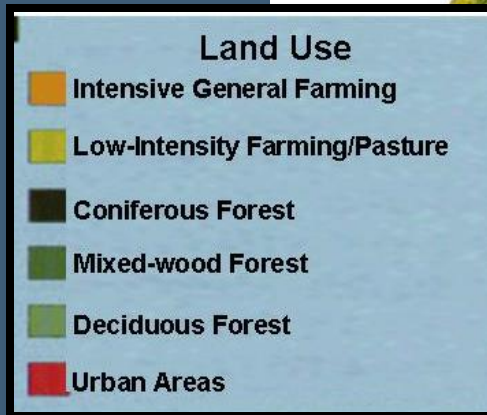 Land Use
Intensive General Farming
Low-Intensity Farming/Pasture
Coniferous Forest
Mixed-wood Forest
Deciduous Forest
Urban Areas